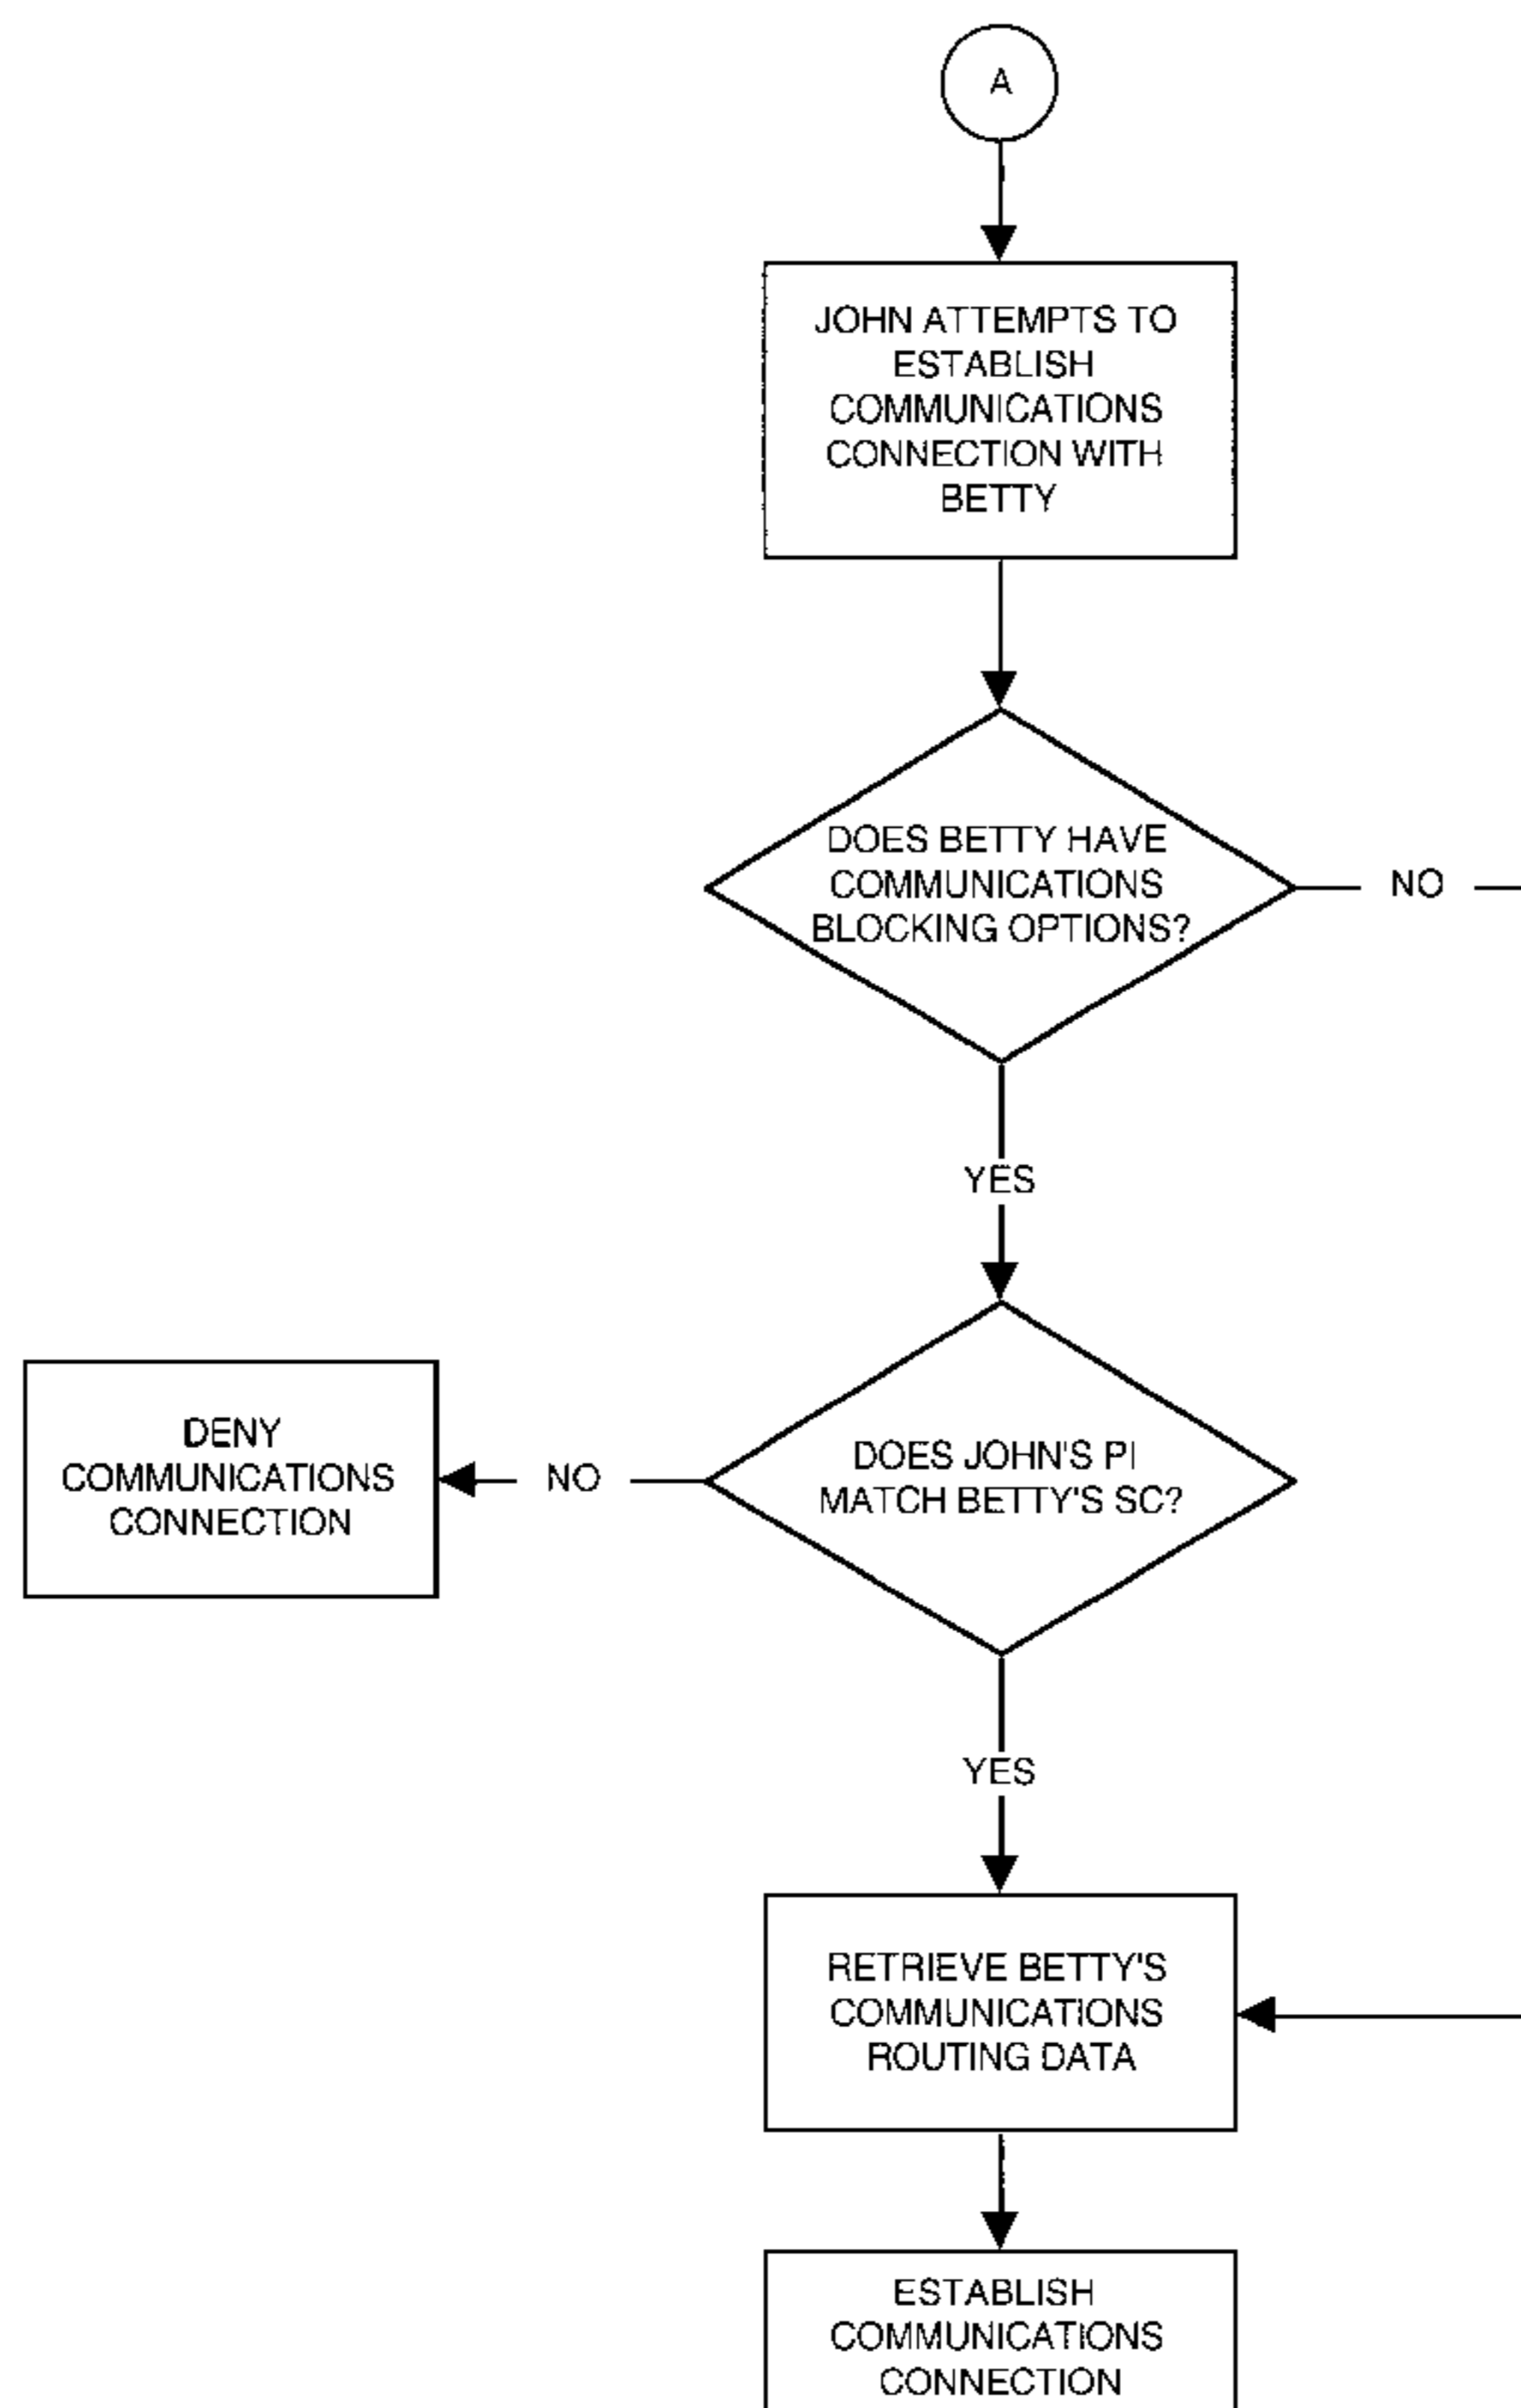 A
JOHN ATTEMPTS TO
ESTABLISH
COMMUNICATIONS
CONNECTION WITH
BETTY
DOES BETTY HAVE
COMMUNICATIONS
BLOCKING OPTIONS?
NO
YES
DOES JOHN'S PI
MATCH BETTY'S SC?
NO
DENY
COMMUNICATIONS
CONNECTION
YES
RETRIEVE BETTY'S
COMMUNICATIONS
ROUTING DATA
ESTABLISH
COMMUNICATIONS
CONNECTION